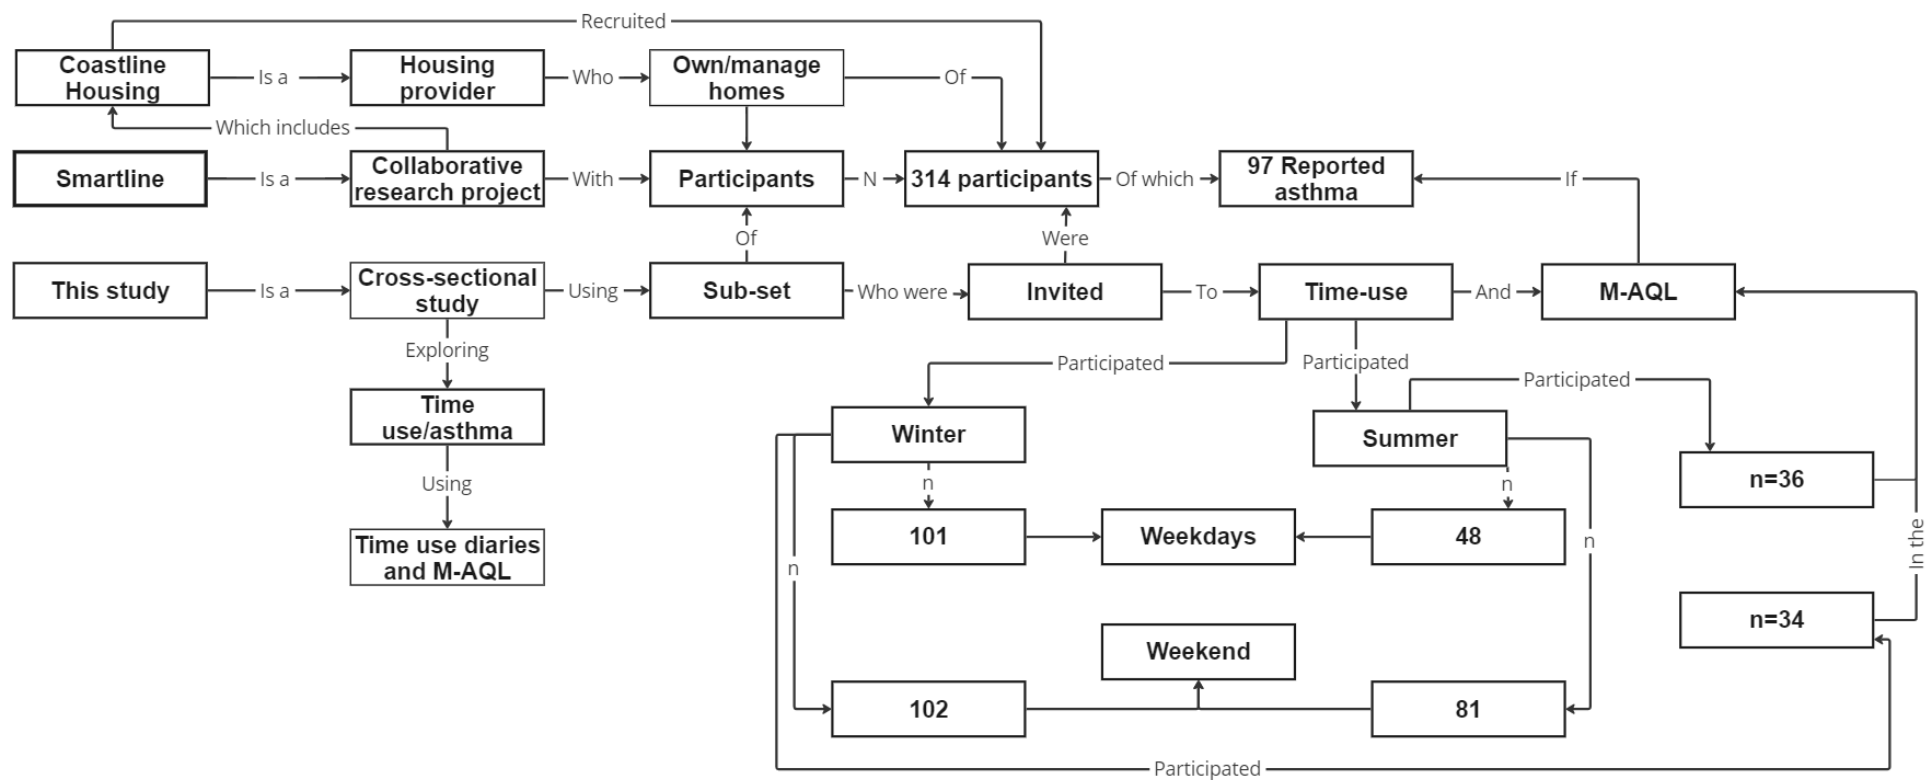 Recruited
Coastline
Housing
Is a
Housing
provider
Who
Own/manage
homes
Of
Which includes
Smartline
Is a
Collaborative
research project
With
Participants
N
314 participants
Of which
97 Reported
asthma
If
Of
Were
This study
Is a
Cross-sectional
study
Using
Sub-set
Who were
Invited
To
Time-use
And
M-AQL
Exploring
Participated
Participated
Participated
Time
use/asthma
Winter
Summer
Using
n
n
n=36
Time use diaries
and M-AQL
101
Weekdays
48
n
n
In the
n=34
Weekend
102
81
Participated